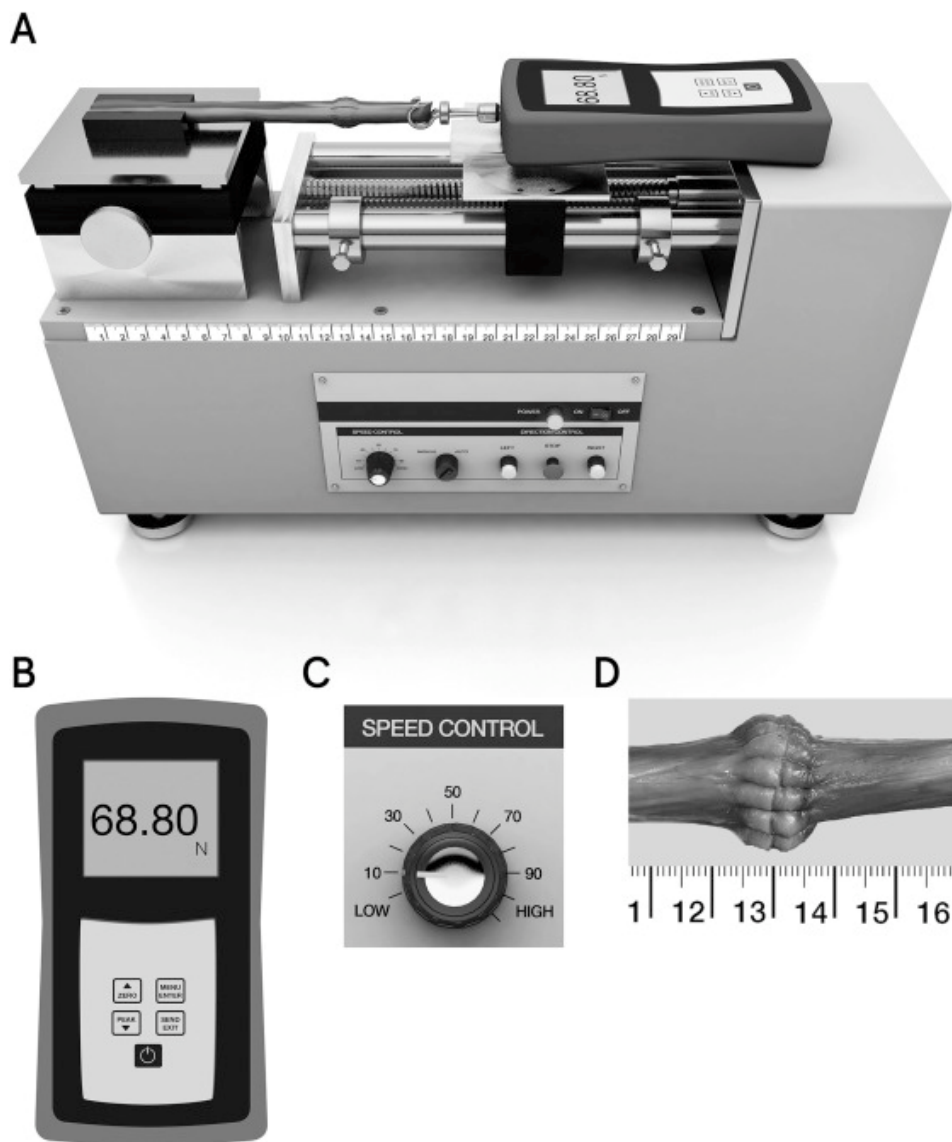 A
68.80
N
1 2 3 4 5 6 7 8 9 10 11 12 13 14 15 16 17 18 19 20 21 22 23 24 25 26 27 28 29
POWER ON OFF
SPEED CONTROL DIRECTION CONTROL
MANUAL AUTO LEFT STOP RIGHT
B
68.80
N
ZERO
MENU
ENTER
PEAK
SEND
EXIT
C
SPEED CONTROL
50
30 70
10 90
LOW HIGH
D
1 12 13 14 15 16